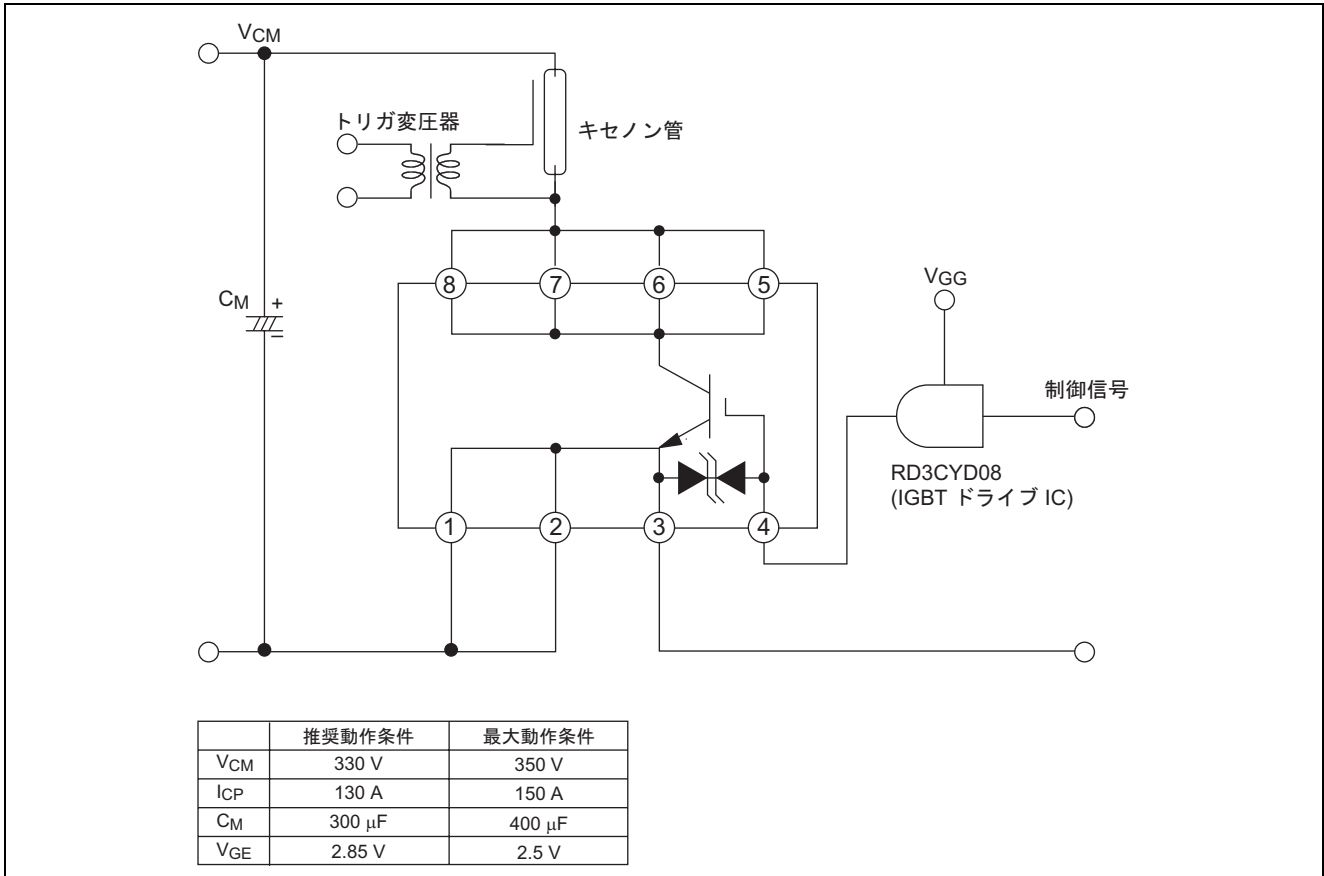 VCM
トリガ変圧器
キセノン管
8 7 6 5
VGG
CM + −
制御信号
RD3CYD08
(IGBT ドライブ IC)
1 2 3 4
推奨動作条件 最大動作条件
VCM 330 V 350 V
ICP 130 A 150 A
CM 300 μF 400 μF
VGE 2.85 V 2.5 V